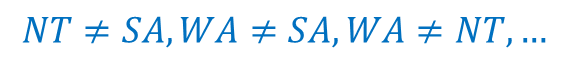 NT ≠ SA, WA ≠ SA, WA ≠ NT, …